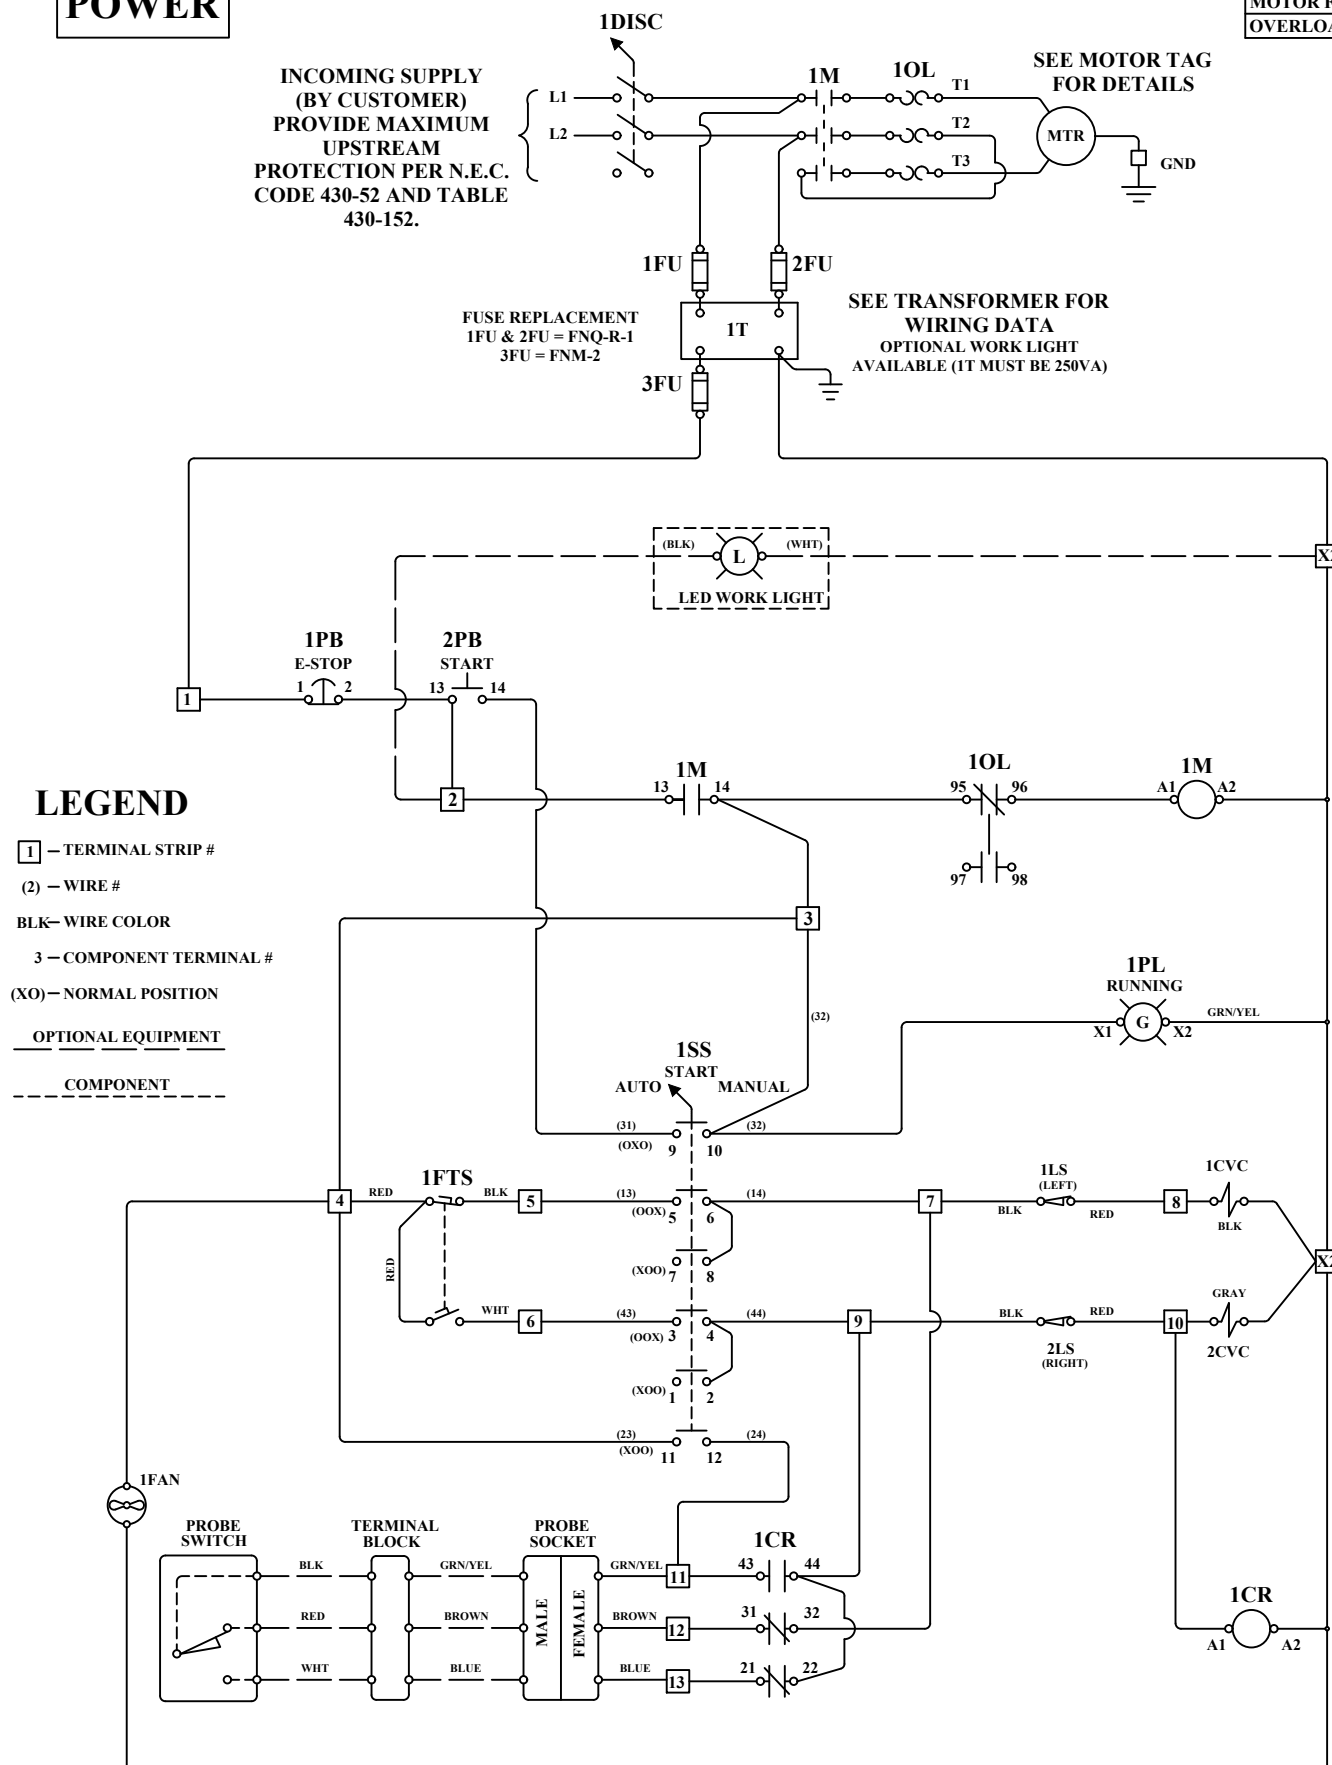 POWER
1DISC
INCOMING SUPPLY
(BY CUSTOMER)
PROVIDE MAXIMUM
UPSTREAM
PROTECTION PER N.E.C.
CODE 430-52 AND TABLE
430-152.
L1
L2
1M
1OL
T1
T2
T3
SEE MOTOR TAG
FOR DETAILS
MTR
GND
1FU
2FU
FUSE REPLACEMENT
1FU & 2FU = FNQ-R-1
3FU = FNM-2
1T
SEE TRANSFORMER FOR
WIRING DATA
OPTIONAL WORK LIGHT
AVAILABLE (1T MUST BE 250VA)
3FU
(BLK)
L
(WHT)
LED WORK LIGHT
1PB
E-STOP
1 2
2PB
START
13 14
1
2
1M
13 14
1OL
95 96
97 98
1M
A1 A2
LEGEND
1 – TERMINAL STRIP #
(2) – WIRE #
BLK – WIRE COLOR
3 – COMPONENT TERMINAL #
(XO) – NORMAL POSITION
OPTIONAL EQUIPMENT
COMPONENT
3
(32)
1PL
RUNNING
X1 G X2
GRN/YEL
1SS
START
AUTO MANUAL
(31) (32)
(OXO) 9 10
4
RED
1FTS
BLK
5
(13) (14)
(OOX) 5 6
7
1LS
(LEFT)
BLK RED
8
1CVC
BLK
RED
(XOO) 7 8
WHT
6
(43) (44)
(OOX) 3 4
9
BLK RED
2LS
(RIGHT)
10
GRAY
2CVC
(XOO) 1 2
(23) (24)
(XOO) 11 12
1FAN
PROBE
SWITCH
TERMINAL
BLOCK
PROBE
SOCKET
MALE
FEMALE
1CR
BLK GRN/YEL GRN/YEL 11 43 44
RED BROWN BROWN 12 31 32
WHT BLUE BLUE 13 21 22
1CR
A1 A2